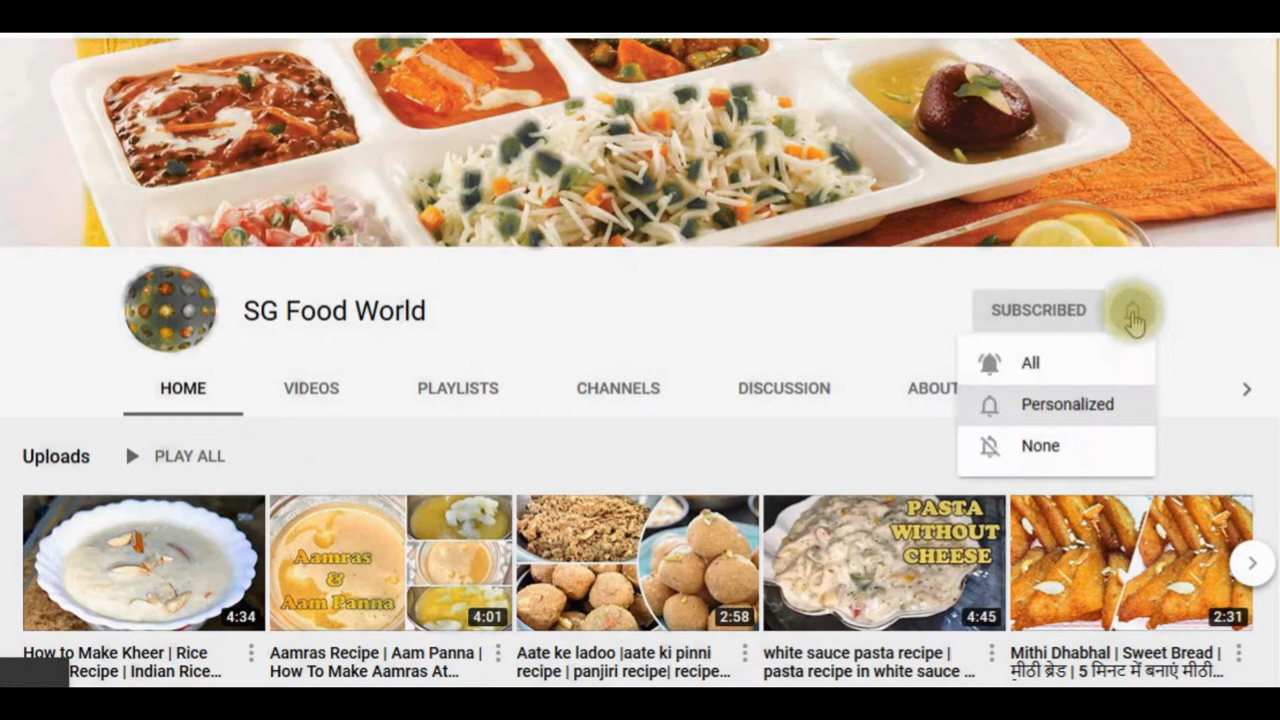 SG Food World
SUBSCRIBED
All
Personalized
None
HOME
VIDEOS
PLAYLISTS
CHANNELS
DISCUSSION
ABOUT
Uploads
PLAY ALL
Aamras
&
Aam Panna
PASTA
WITHOUT
CHEESE
4:34
4:01
2:58
4:45
2:31
How to Make Kheer | Rice
Recipe | Indian Rice...
Aamras Recipe | Aam Panna |
How To Make Aamras At...
Aate ke ladoo |aate ki pinni
recipe | panjiri recipe| recipe...
white sauce pasta recipe |
pasta recipe in white sauce ...
Mithi Dhabhal | Sweet Bread |
मीठी ब्रेड | 5 मिनट में बनाएं मीठी...